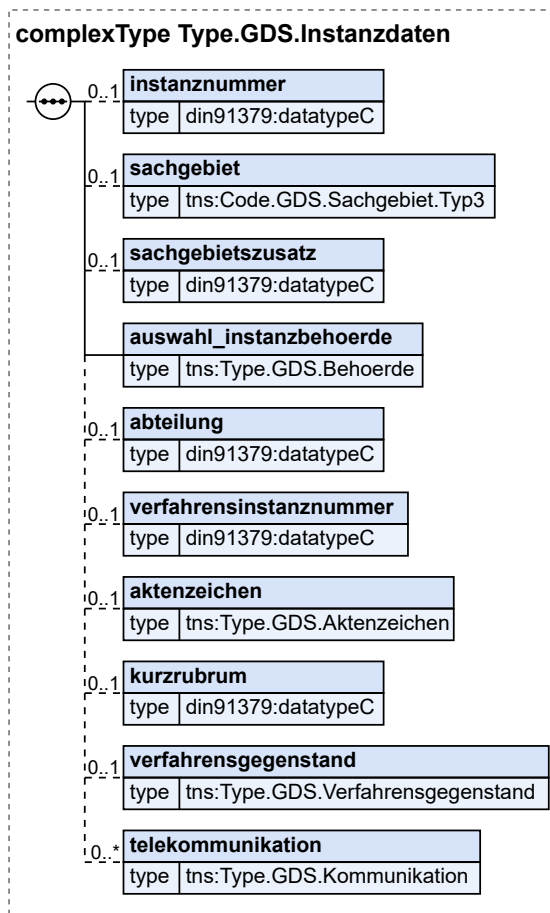 complexType Type.GDS.Instanzdaten
0..1 instanznummer
type din91379:datatypeC
0..1 sachgebiet
type tns:Code.GDS.Sachgebiet.Typ3
0..1 sachgebietszusatz
type din91379:datatypeC
auswahl_instanzbehoerde
type tns:Type.GDS.Behoerde
0..1 abteilung
type din91379:datatypeC
0..1 verfahrensinstanznummer
type din91379:datatypeC
0..1 aktenzeichen
type tns:Type.GDS.Aktenzeichen
0..1 kurzrubrum
type din91379:datatypeC
0..1 verfahrensgegenstand
type tns:Type.GDS.Verfahrensgegenstand
0..* telekommunikation
type tns:Type.GDS.Kommunikation